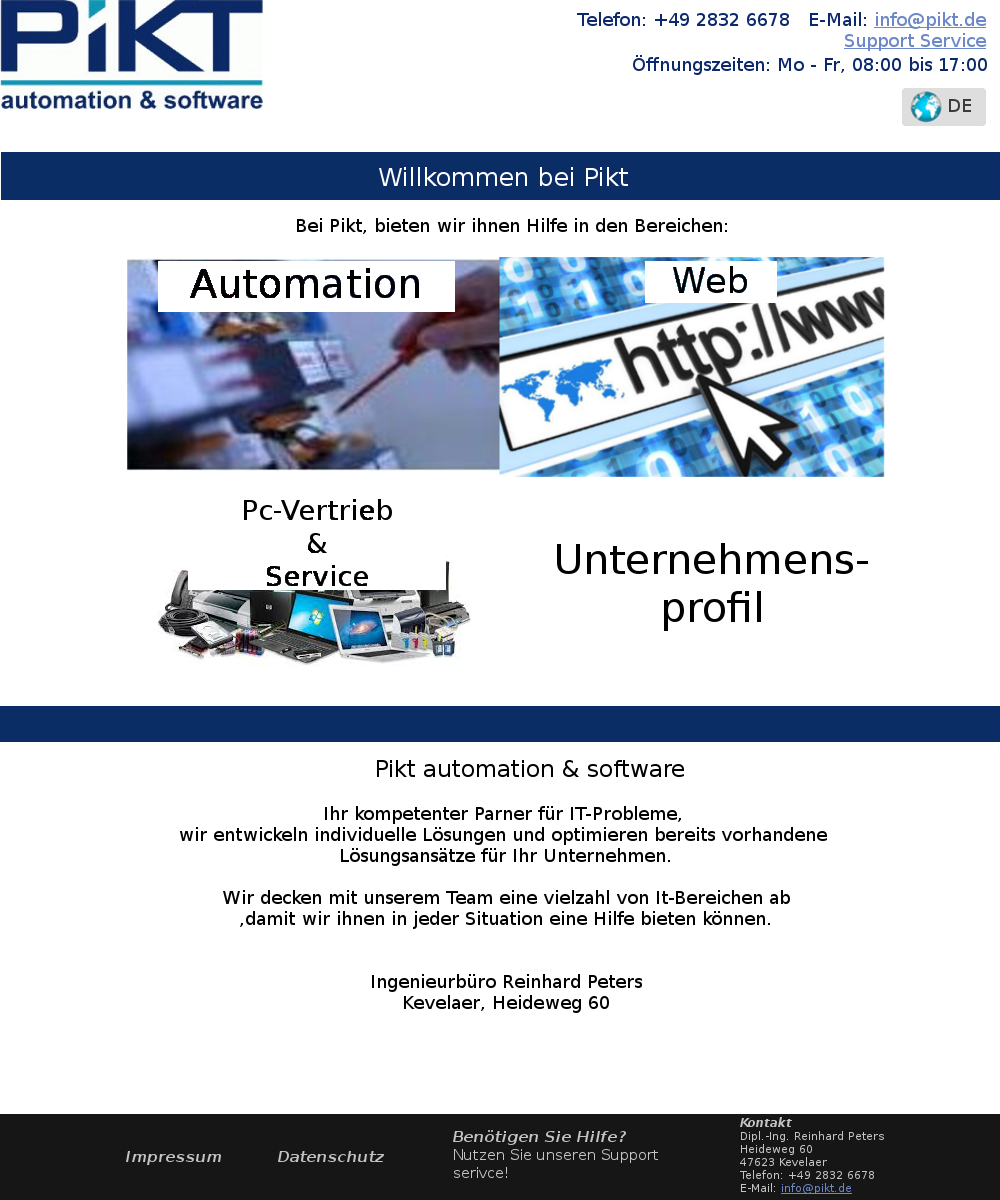 PiKT
automation & software
Telefon: +49 2832 6678 E-Mail: info@pikt.de
Support Service
Öffnungszeiten: Mo - Fr, 08:00 bis 17:00
DE
Willkommen bei Pikt
Bei Pikt, bieten wir ihnen Hilfe in den Bereichen:
Automation
Web
http://www
Pc-Vertrieb
&
Service
Unternehmens-
profil
Pikt automation & software
Ihr kompetenter Parner für IT-Probleme,
wir entwickeln individuelle Lösungen und optimieren bereits vorhandene
Lösungsansätze für Ihr Unternehmen.
Wir decken mit unserem Team eine vielzahl von It-Bereichen ab
,damit wir ihnen in jeder Situation eine Hilfe bieten können.
Ingenieurbüro Reinhard Peters
Kevelaer, Heideweg 60
Impressum
Datenschutz
Benötigen Sie Hilfe?
Nutzen Sie unseren Support
serivce!
Kontakt
Dipl.-Ing. Reinhard Peters
Heideweg 60
47623 Kevelaer
Telefon: +49 2832 6678
E-Mail: info@pikt.de